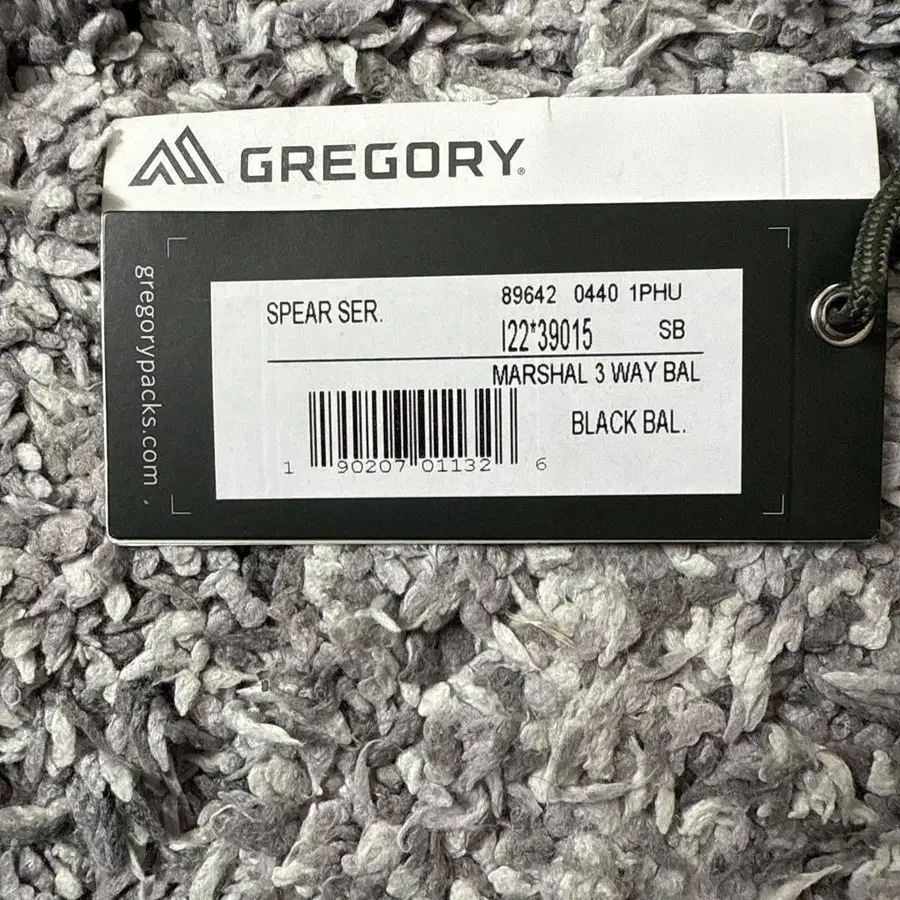 GREGORY.
gregorypacks.com
SPEAR SER.
89642 0440 1PHU
I22*39015 SB
MARSHAL 3 WAY BAL
BLACK BAL.
1 90207 01132 6